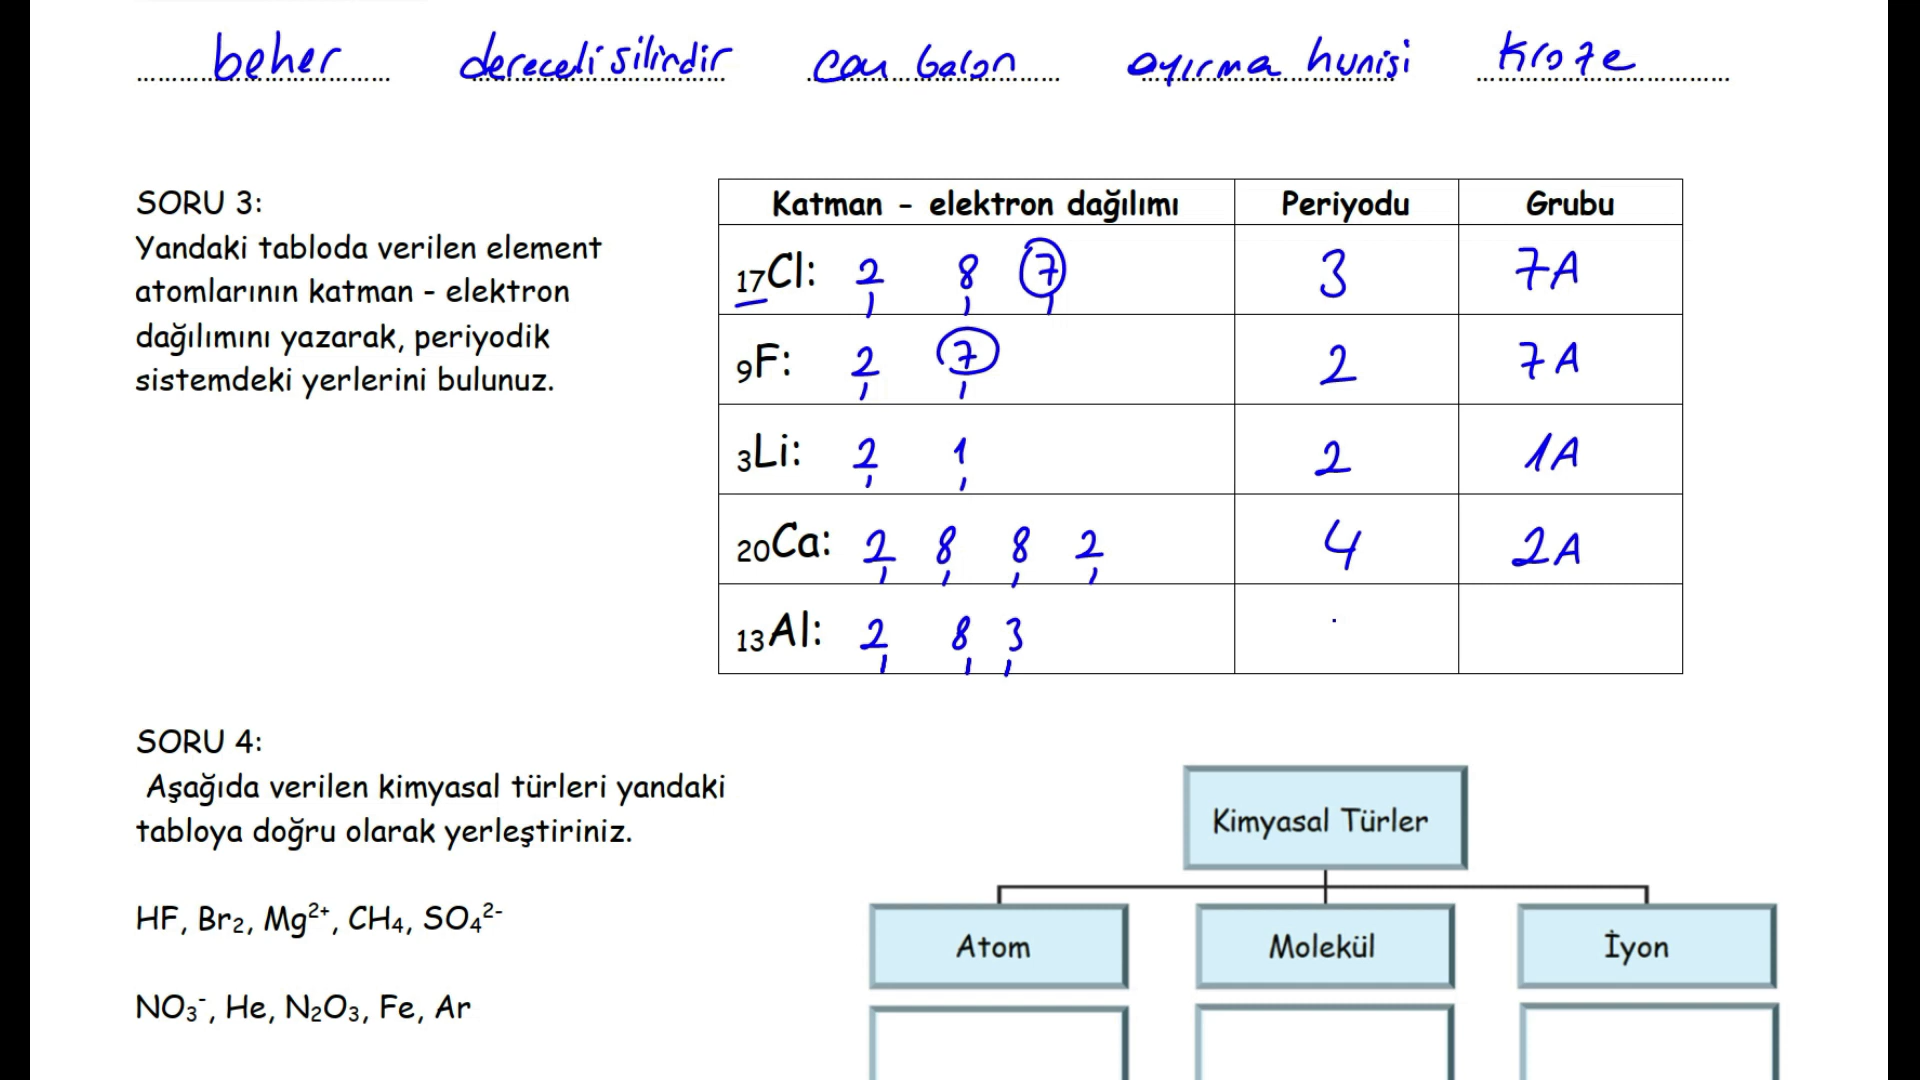 beher dereceli silindir cam balon ayırma hunisi kroze
SORU 3:
Yandaki tabloda verilen element
atomlarının katman - elektron
dağılımını yazarak, periyodik
sistemdeki yerlerini bulunuz.
Katman - elektron dağılımı Periyodu Grubu
17Cl: 2 8 7 3 7A
9F: 2 7 2 7A
3Li: 2 1 2 1A
20Ca: 2 8 8 2 4 2A
13Al: 2 8 3
SORU 4:
Aşağıda verilen kimyasal türleri yandaki
tabloya doğru olarak yerleştiriniz.
HF, Br₂, Mg²⁺, CH₄, SO₄²⁻
NO₃⁻, He, N₂O₃, Fe, Ar
Kimyasal Türler
Atom Molekül İyon